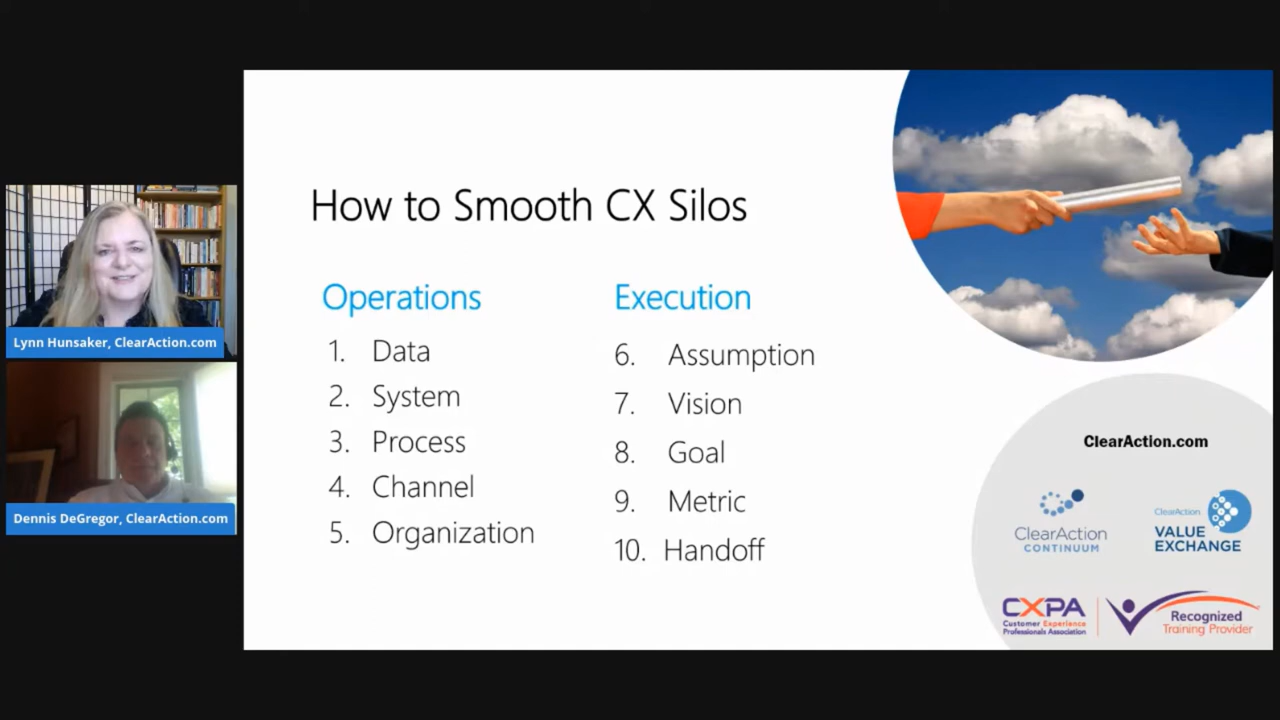 Lynn Hunsaker, ClearAction.com
Dennis DeGregor, ClearAction.com
How to Smooth CX Silos
Operations
1. Data
2. System
3. Process
4. Channel
5. Organization
Execution
6. Assumption
7. Vision
8. Goal
9. Metric
10. Handoff
ClearAction.com
ClearAction
CONTINUUM
ClearAction
VALUE
EXCHANGE
CXPA
Customer Experience
Professionals Association
Recognized
Training Provider